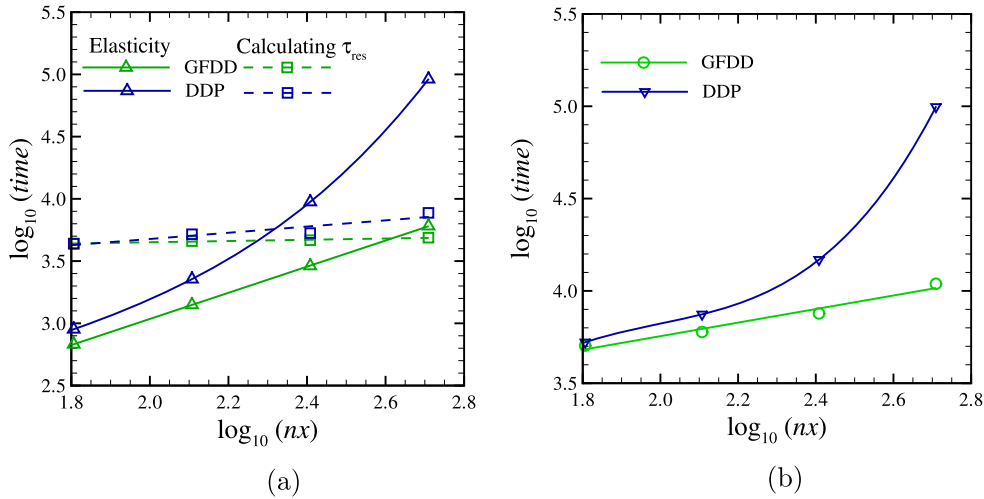 Elasticity Calculating τres
GFDD
DDP
5.5
5.0
4.5
4.0
3.5
3.0
2.5
log10 (time)
1.8 2.0 2.2 2.4 2.6 2.8
log10 (nx)
(a)
GFDD
DDP
5.5
5.0
4.5
4.0
3.5
log10 (time)
1.8 2.0 2.2 2.4 2.6 2.8
log10 (nx)
(b)